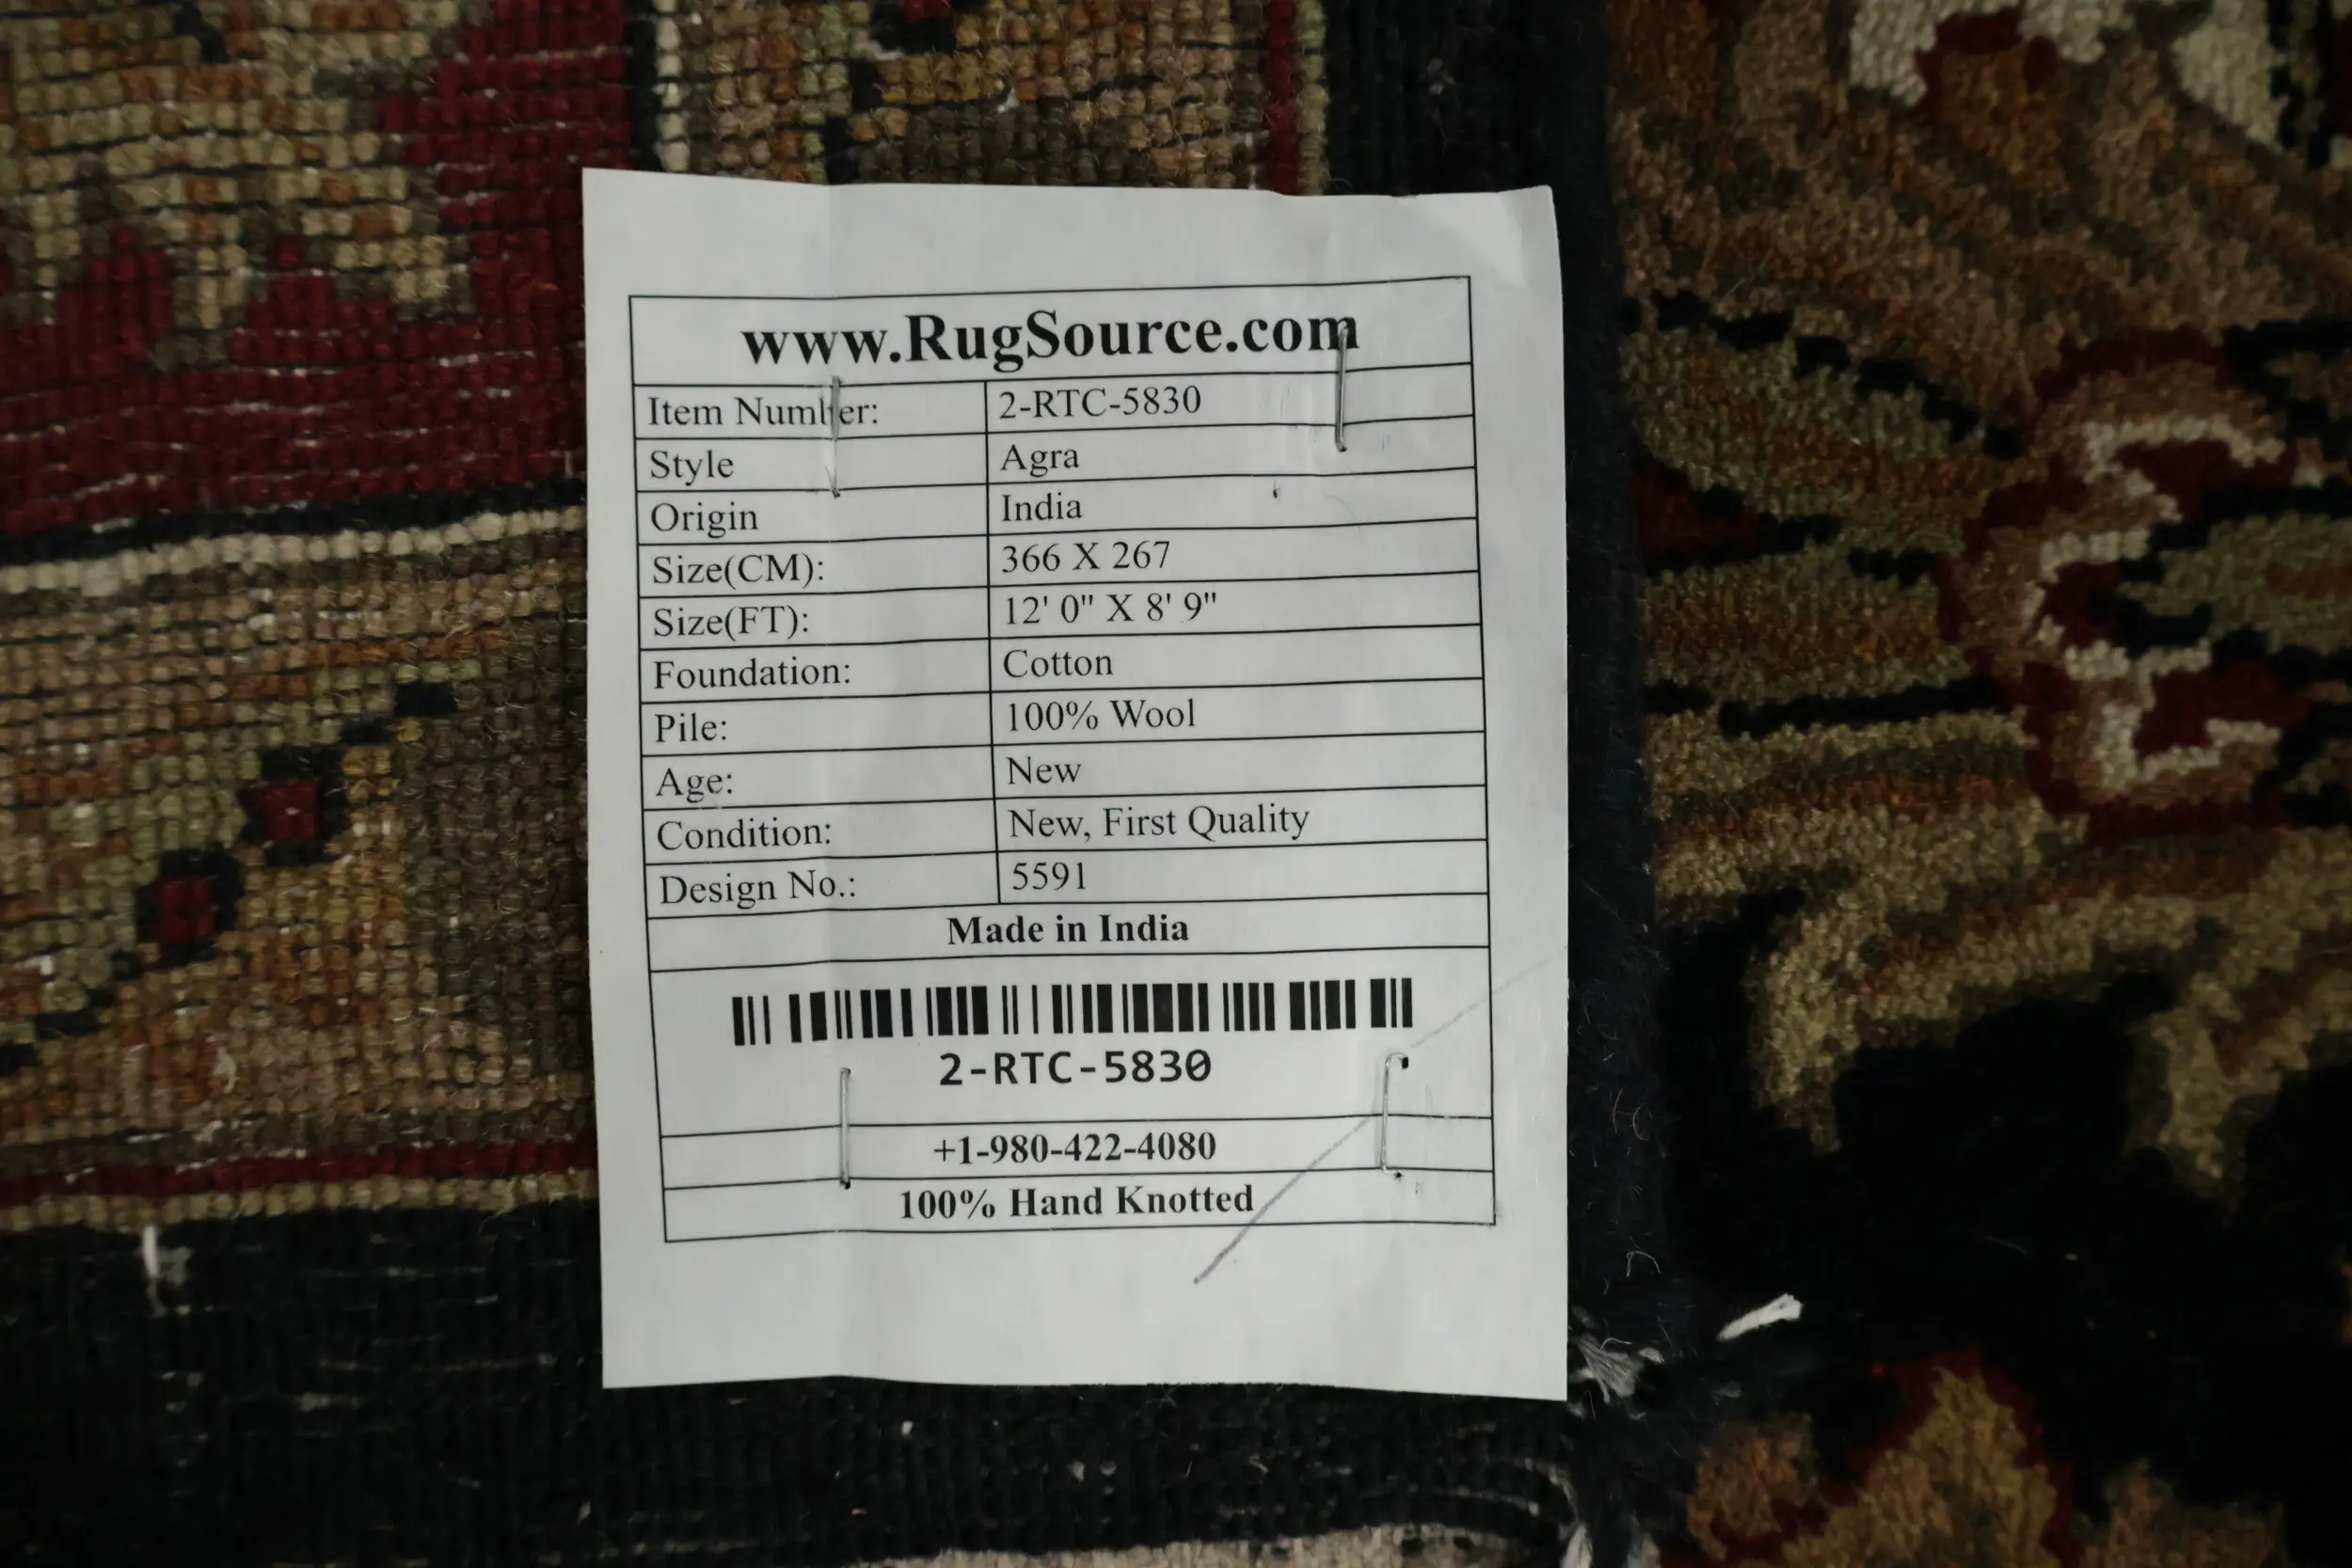 www.RugSource.com
Item Number: 2-RTC-5830
Style Agra
Origin India
Size(CM): 366 X 267
Size(FT): 12' 0" X 8' 9"
Foundation: Cotton
Pile: 100% Wool
Age: New
Condition: New, First Quality
Design No.: 5591
Made in India
2-RTC-5830
+1-980-422-4080
100% Hand Knotted